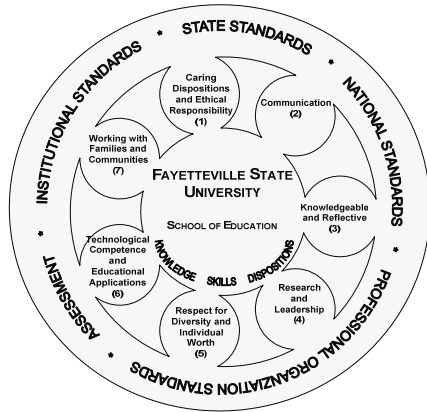 STATE STANDARDS
NATIONAL STANDARDS
PROFESSIONAL ORGANZIATION STANDARDS
ASSESSMENT
INSTITUTIONAL STANDARDS
Caring
Dispositions
and Ethical
Responsibility
(1)
Communication
(2)
Knowledgeable
and Reflective
(3)
Research
and
Leadership
(4)
Respect for
Diversity and
Individual
Worth
(5)
Technological
Competence
and
Educational
Applications
(6)
Working with
Families and
Communities
(7)
FAYETTEVILLE STATE
UNIVERSITY
SCHOOL OF EDUCATION
KNOWLEDGE SKILLS DISPOSITIONS